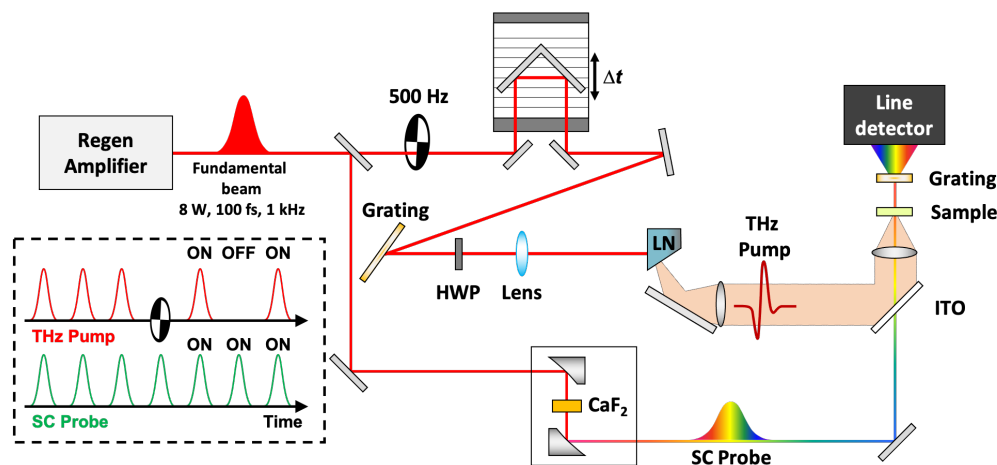 500 Hz
Δt
Line
detector
Regen
Amplifier
Fundamental
beam
8 W, 100 fs, 1 kHz
Grating
Grating
Sample
LN
THz
Pump
HWP
Lens
ITO
ON OFF ON
THz Pump
ON ON ON
SC Probe
Time
CaF₂
SC Probe